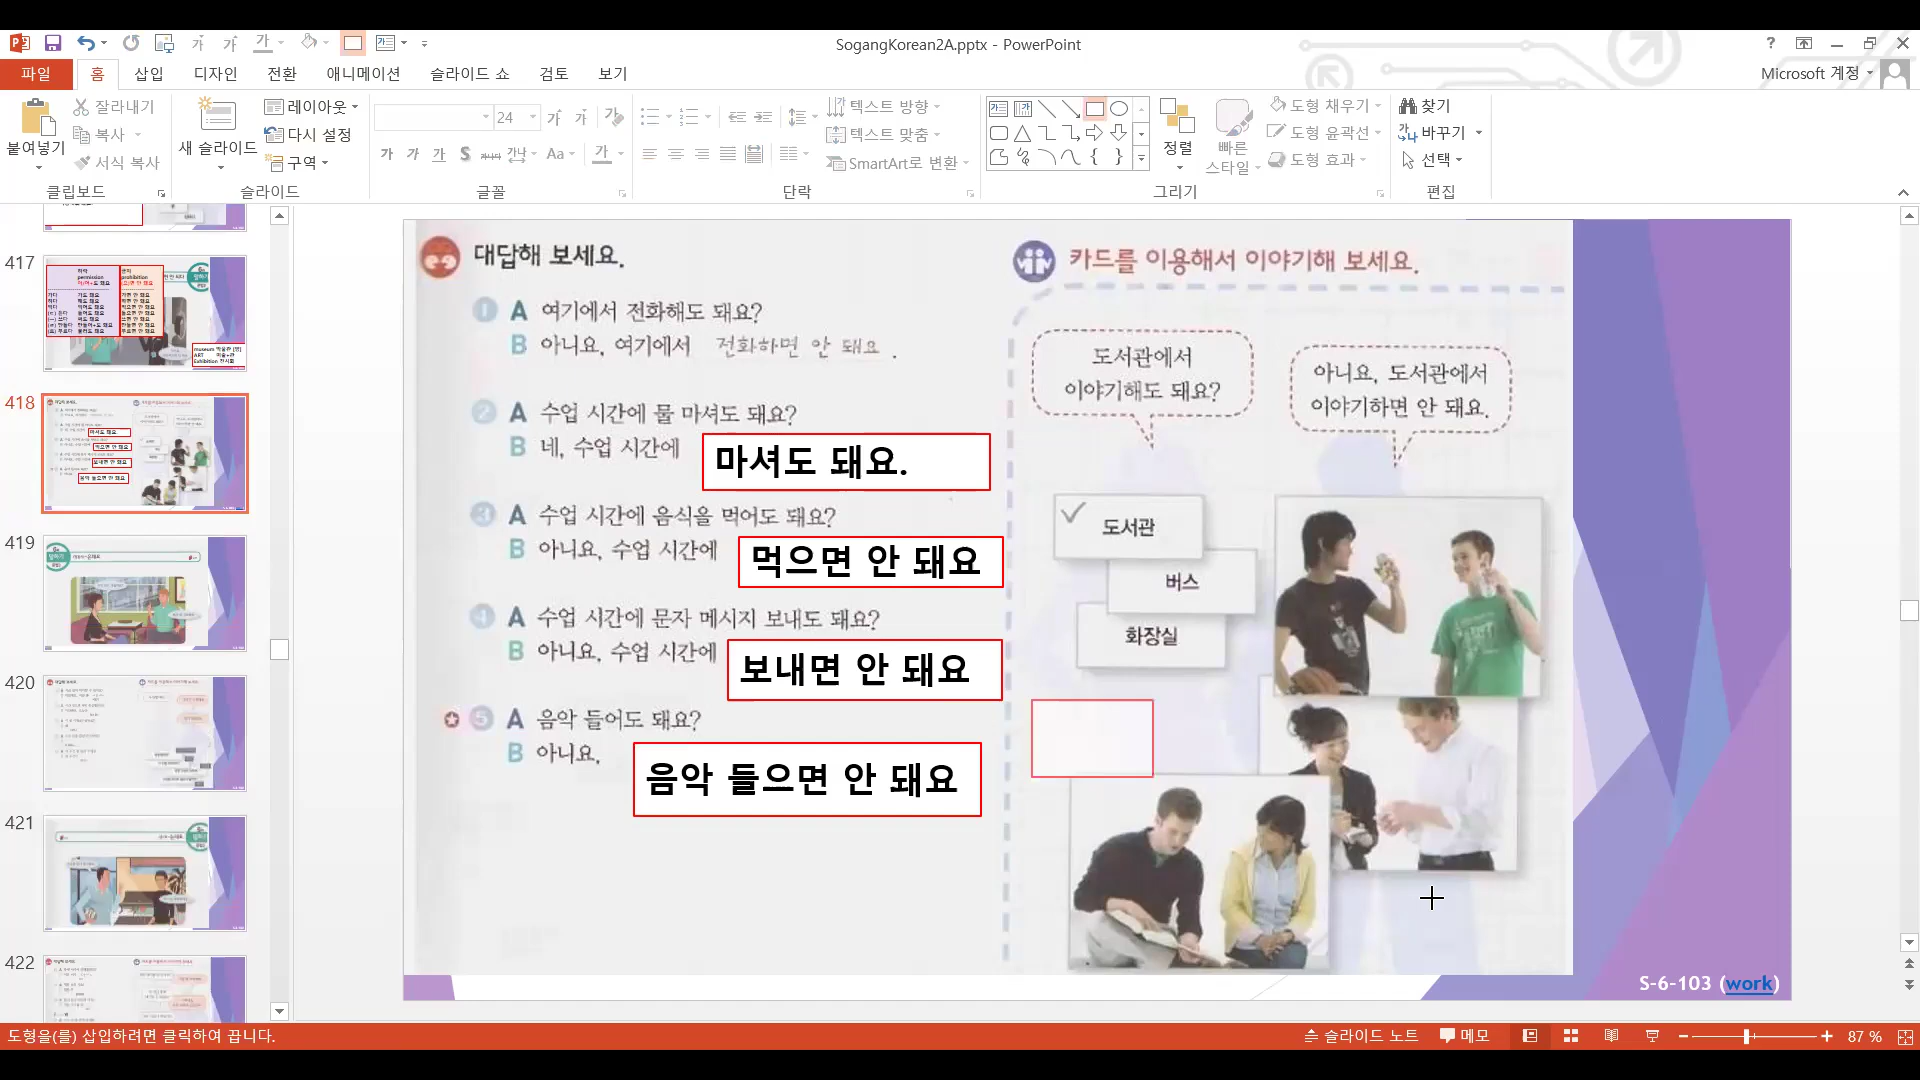 SogangKorean2A.pptx - PowerPoint
?
파일
홈
삽입
디자인
전환
애니메이션
슬라이드 쇼
검토
보기
Microsoft 계정
붙여넣기
잘라내기
복사
서식 복사
클립보드
새 슬라이드
레이아웃
다시 설정
구역
슬라이드
24
가 가 가 S
Aa
글꼴
텍스트 방향
텍스트 맞춤
SmartArt로 변환
단락
정렬
빠른
스타일
도형 채우기
도형 윤곽선
도형 효과
그리기
찾기
바꾸기
선택
편집
417
418
419
420
421
422
대답해 보세요.
1 A 여기에서 전화해도 돼요?
B 아니요, 여기에서 전화하면 안 돼요.
2 A 수업 시간에 물 마셔도 돼요?
B 네, 수업 시간에 마셔도 돼요.
3 A 수업 시간에 음식을 먹어도 돼요?
B 아니요, 수업 시간에 먹으면 안 돼요
4 A 수업 시간에 문자 메시지 보내도 돼요?
B 아니요, 수업 시간에 보내면 안 돼요
5 A 음악 들어도 돼요?
B 아니요, 음악 들으면 안 돼요
카드를 이용해서 이야기해 보세요.
도서관에서
이야기해도 돼요?
아니요, 도서관에서
이야기하면 안 돼요.
도서관
버스
화장실
S-6-103 (work)
도형을(를) 삽입하려면 클릭하여 끕니다.
슬라이드 노트
메모
87 %